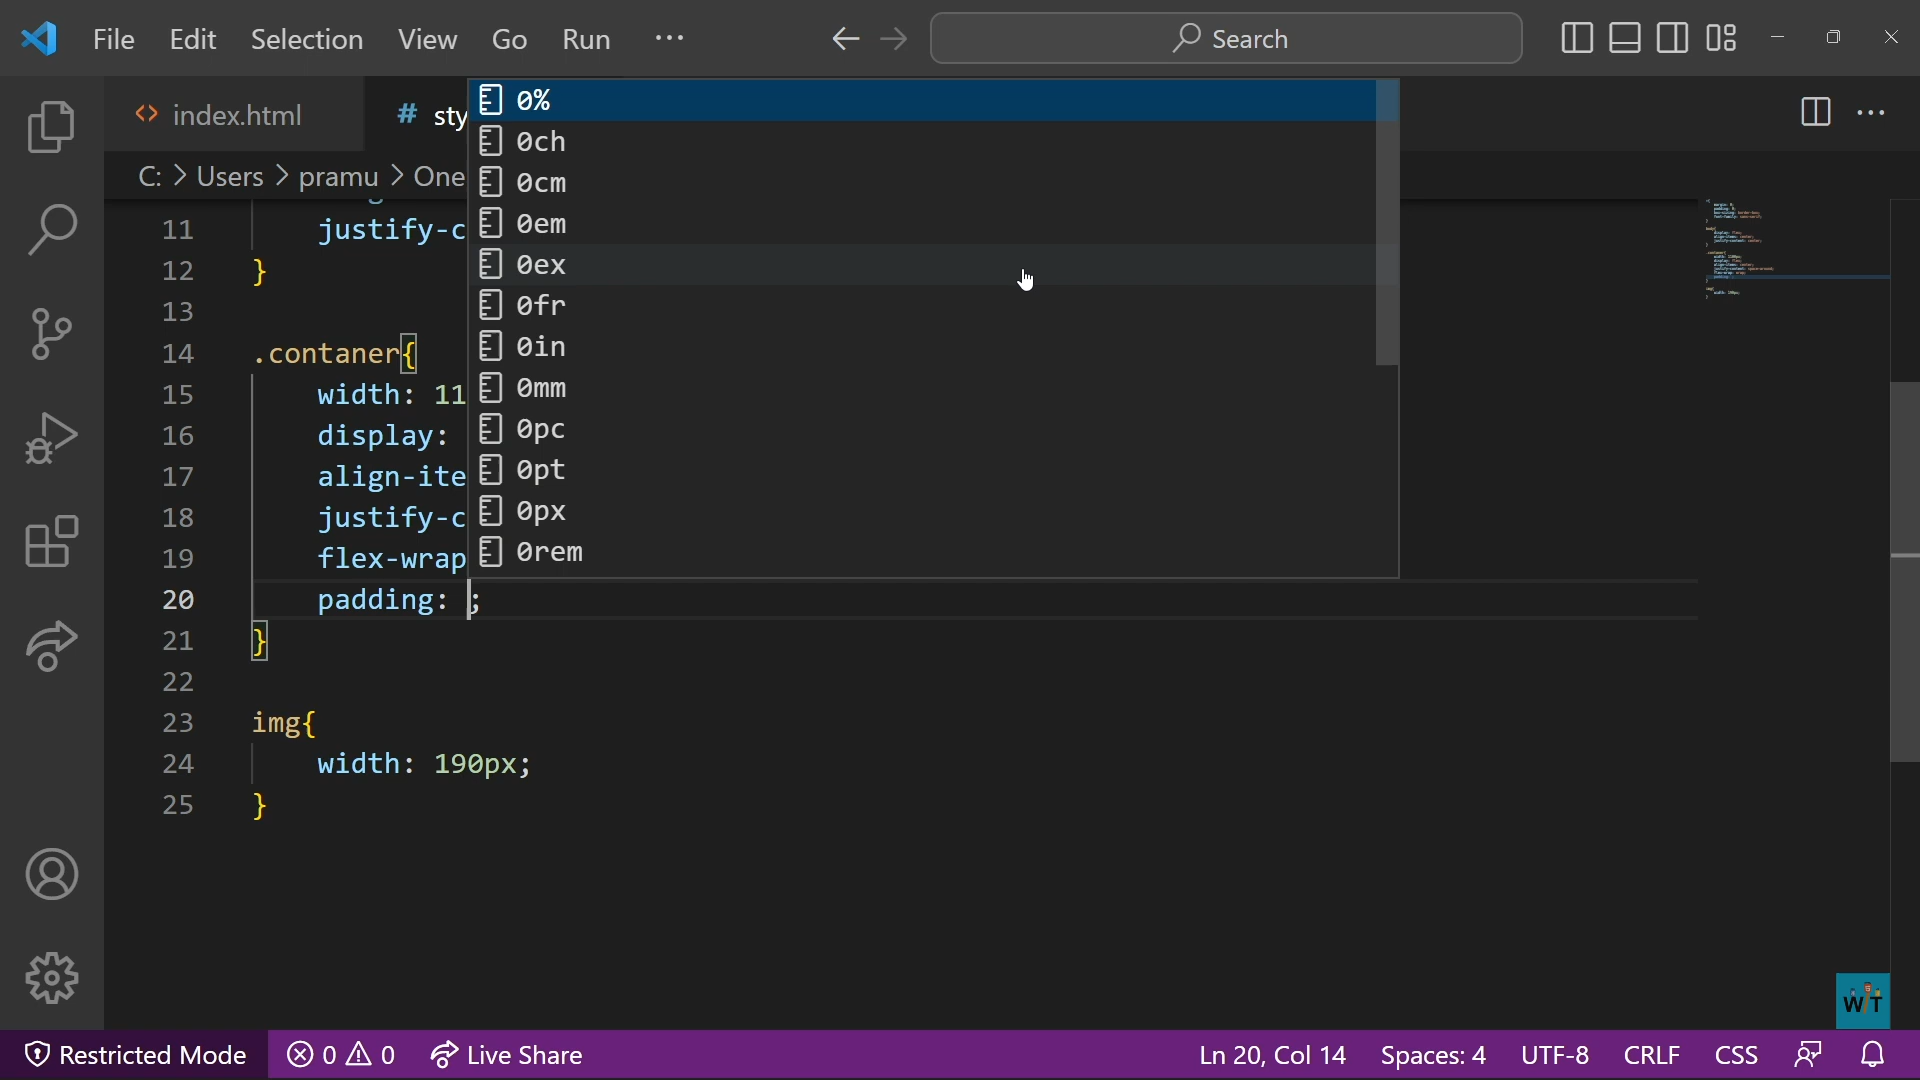 File Edit Selection View Go Run ··· Search
index.html # sty
C: > Users > pramu > One
0%
0ch
0cm
0em
0ex
0fr
0in
0mm
0pc
0pt
0px
0rem
11 justify-c
12 }
13
14 .contaner{
15 width: 11
16 display:
17 align-ite
18 justify-c
19 flex-wrap
20 padding: ;
21 }
22
23 img{
24 width: 190px;
25 }
WIT
Restricted Mode 0 0 Live Share Ln 20, Col 14 Spaces: 4 UTF-8 CRLF CSS